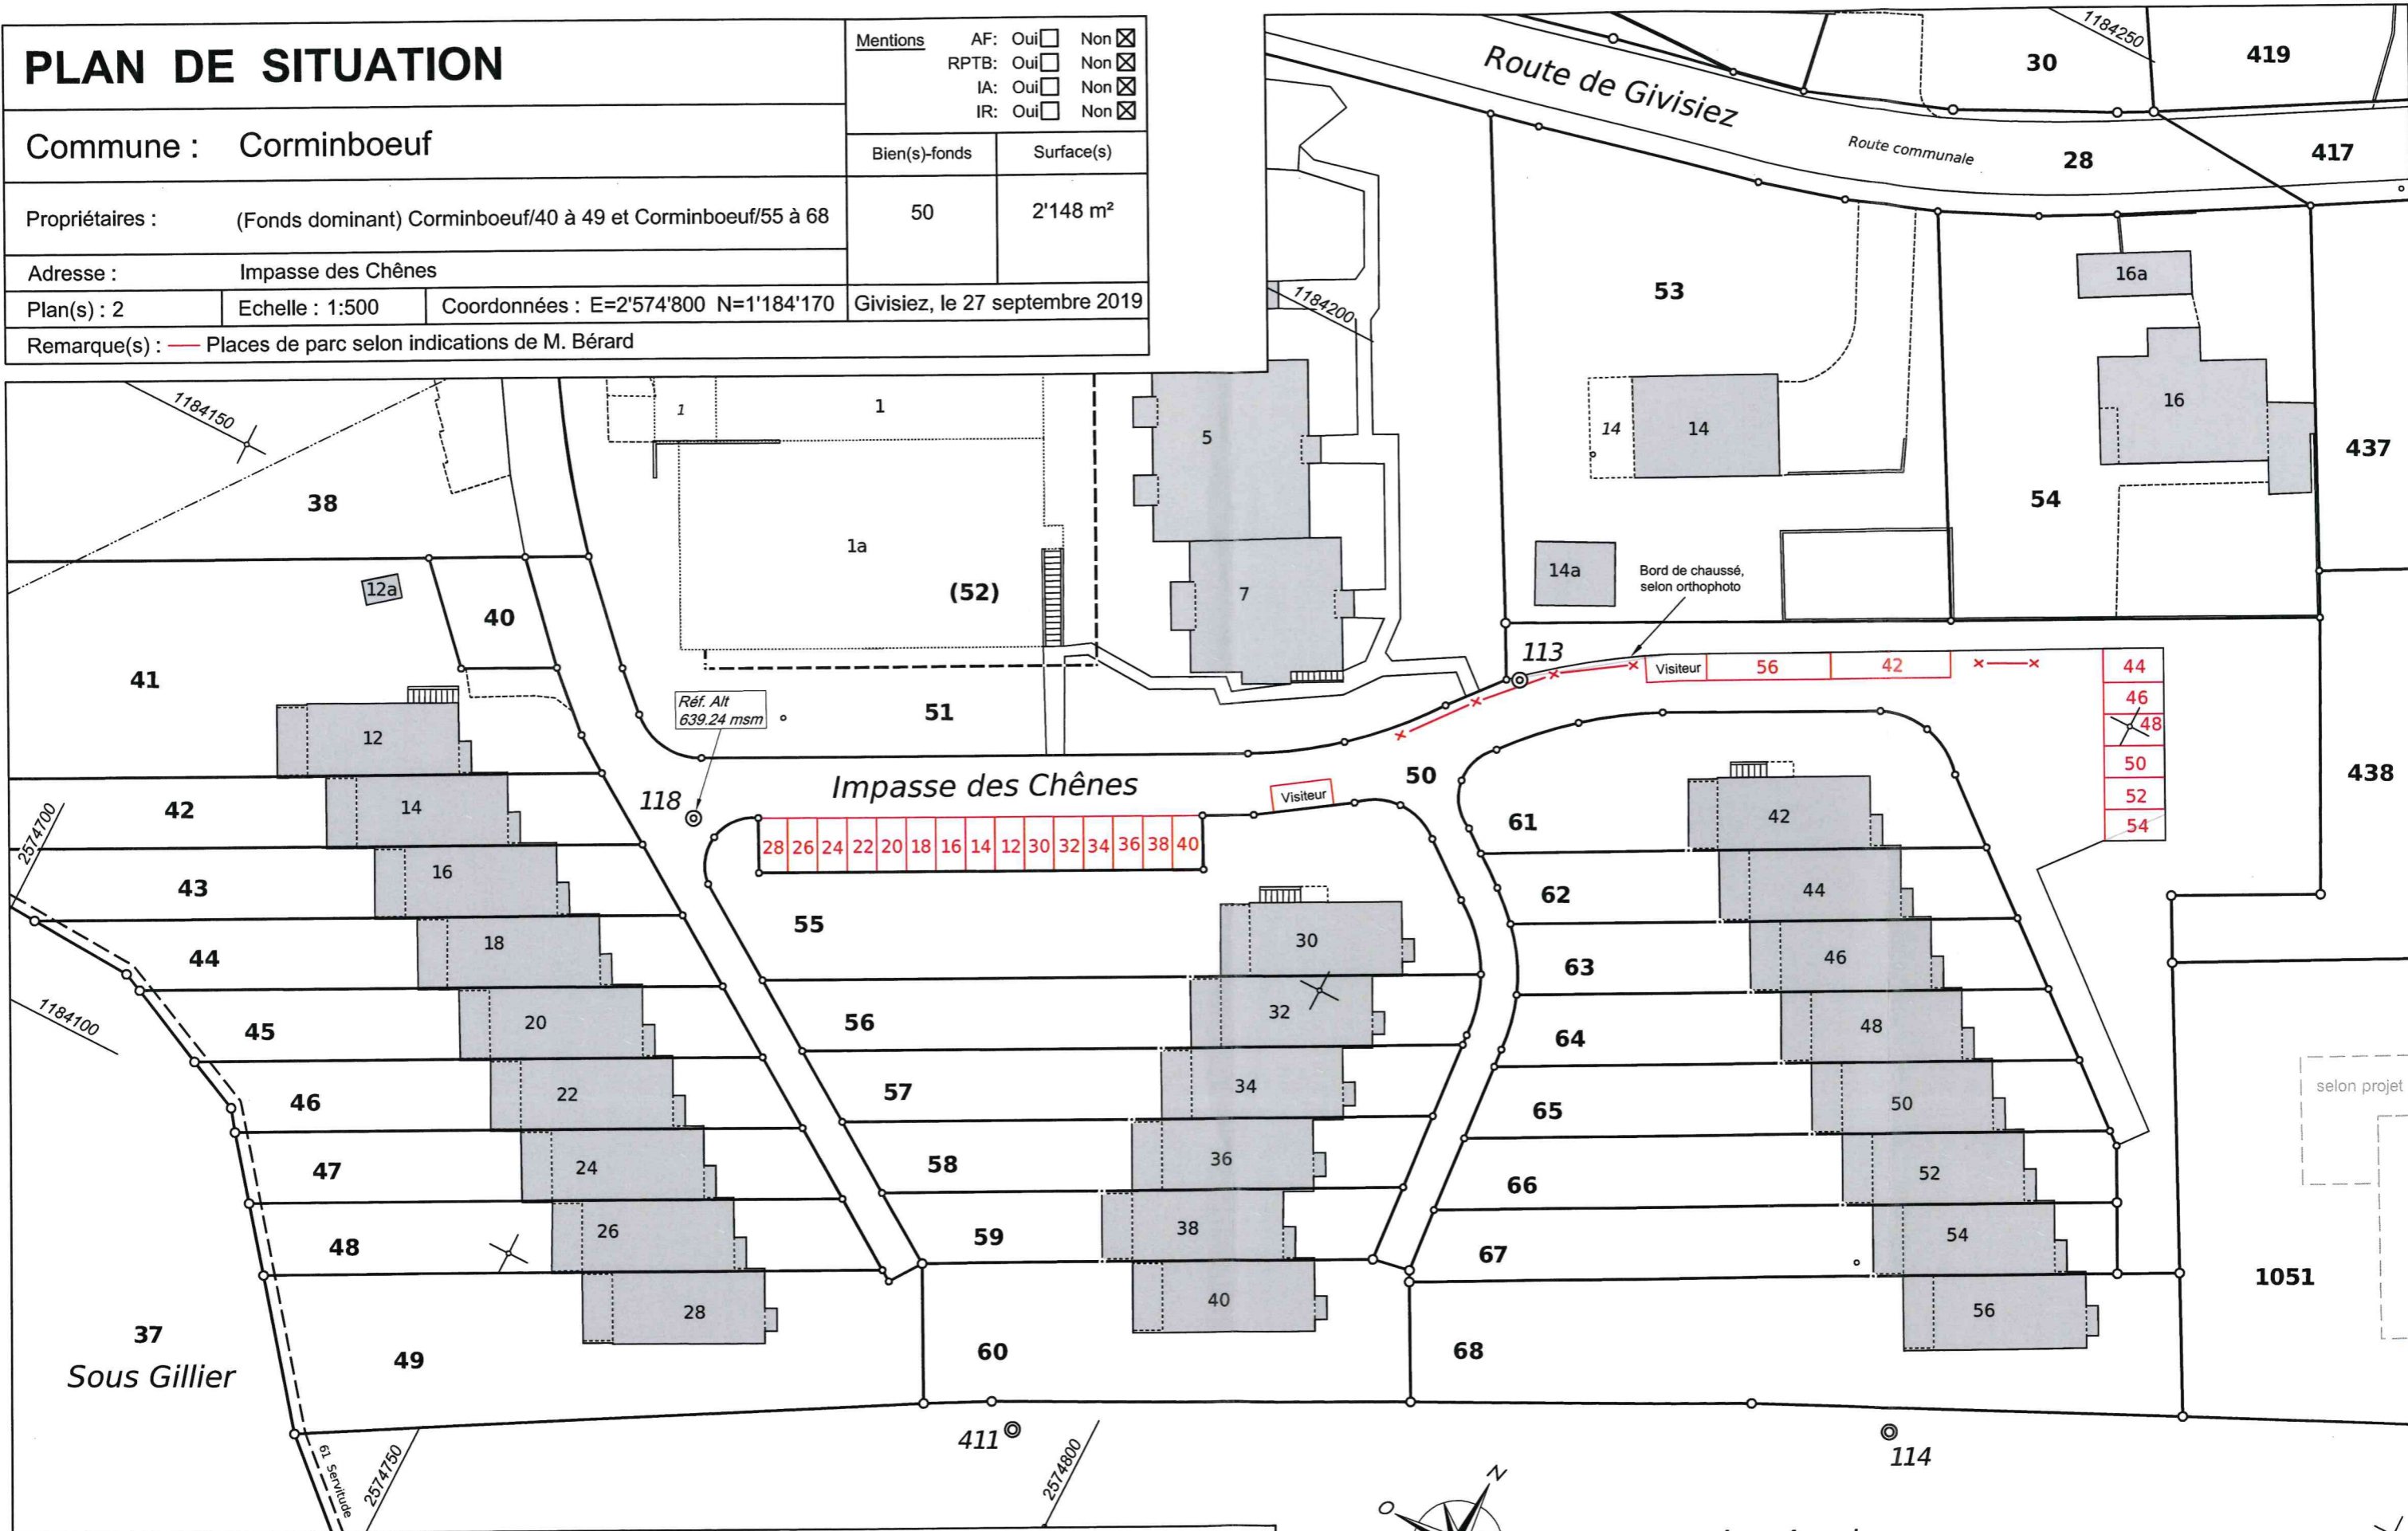 PLAN DE SITUATION
Mentions AF: Oui Non
RPTB: Oui Non
IA: Oui Non
IR: Oui Non
Commune : Corminboeuf
Bien(s)-fonds Surface(s)
Propriétaires : (Fonds dominant) Corminboeuf/40 à 49 et Corminboeuf/55 à 68
50 2'148 m²
Adresse : Impasse des Chênes
Plan(s) : 2 Echelle : 1:500 Coordonnées : E=2'574'800 N=1'184'170 Givisiez, le 27 septembre 2019
Remarque(s) : Places de parc selon indications de M. Bérard
Route de Givisiez
Route communale
1184250
30
419
28
417
53
16a
16
437
54
14
14
14a
1184200
1184150
38
1
1
1a
(52)
5
7
Bord de chaussé,
selon orthophoto
113
Visiteur 56 42
44
46
48
50
52
54
438
12a
40
41
12
Réf. Alt
639.24 msm
51
118
Impasse des Chênes
50
Visiteur
28 26 24 22 20 18 16 14 12 30 32 34 36 38 40
2574700
42
14
43
16
44
18
1184100
45
20
46
22
47
24
48
26
49
28
37
Sous Gillier
61 Servitude
55
30
56
32
57
34
58
36
59
38
60
40
61
42
62
44
63
46
64
48
65
50
66
52
67
54
68
56
selon projet
1051
411
114
2574750
2574800
N
O